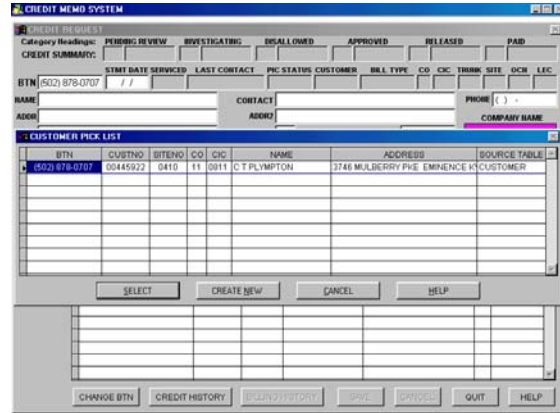 CREDIT MEMO SYSTEM
CREDIT REQUEST
Category Headings: PENDING REVIEW INVESTIGATING DISALLOWED APPROVED RELEASED PAID
CREDIT SUMMARY:
STMT DATE SERVICED LAST CONTACT PIC STATUS CUSTOMER BILL TYPE CO CIC TRUNK SITE OCN LEC
BTN (502) 878-0707 / /
NAME CONTACT PHONE ( ) -
ADDR ADDR2 COMPANY NAME
CUSTOMER PICK LIST
BTN CUSTNO SITENO CO CIC NAME ADDRESS SOURCE TABLE
(502) 878-0707 00445922 0410 11 0811 C T PLYMPTON 3746 MULBERRY PKE EMINENCE KY CUSTOMER
SELECT CREATE NEW CANCEL HELP
CHANGE BTN CREDIT HISTORY BILLING HISTORY SAVE CANCEL QUIT HELP